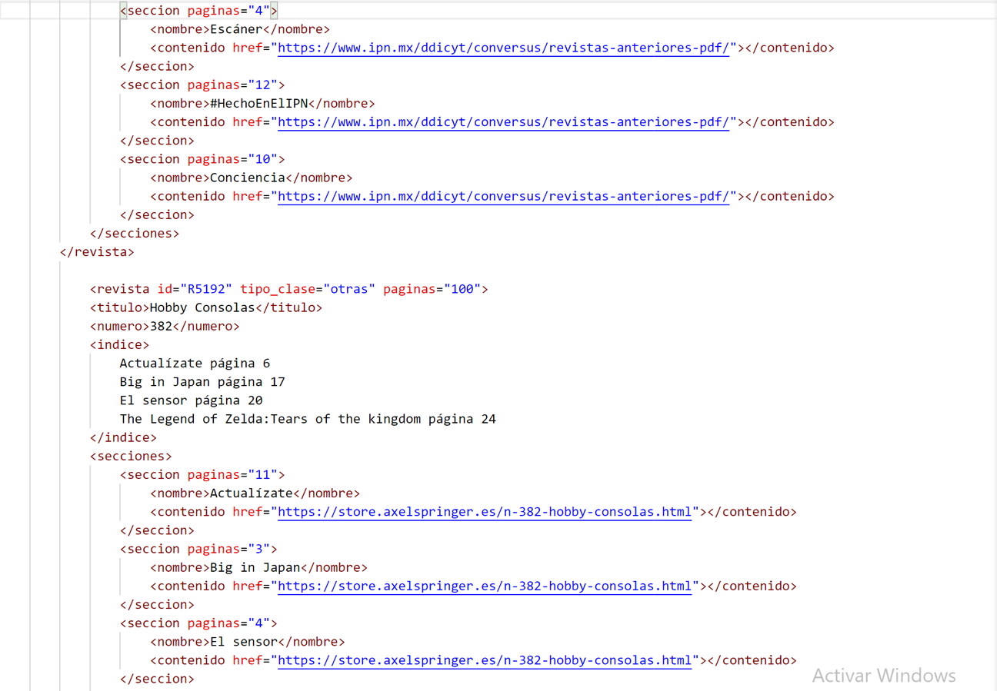 <seccion paginas="4">
<nombre>Escáner</nombre>
<contenido href="https://www.ipn.mx/ddicyt/conversus/revistas-anteriores-pdf/"></contenido>
</seccion>
<seccion paginas="12">
<nombre>#HechoEnElIPN</nombre>
<contenido href="https://www.ipn.mx/ddicyt/conversus/revistas-anteriores-pdf/"></contenido>
</seccion>
<seccion paginas="10">
<nombre>Conciencia</nombre>
<contenido href="https://www.ipn.mx/ddicyt/conversus/revistas-anteriores-pdf/"></contenido>
</seccion>
</secciones>
</revista>
<revista id="R5192" tipo_clase="otras" paginas="100">
<titulo>Hobby Consolas</titulo>
<numero>382</numero>
<indice>
Actualízate página 6
Big in Japan página 17
El sensor página 20
The Legend of Zelda:Tears of the kingdom página 24
</indice>
<secciones>
<seccion paginas="11">
<nombre>Actualízate</nombre>
<contenido href="https://store.axelspringer.es/n-382-hobby-consolas.html"></contenido>
</seccion>
<seccion paginas="3">
<nombre>Big in Japan</nombre>
<contenido href="https://store.axelspringer.es/n-382-hobby-consolas.html"></contenido>
</seccion>
<seccion paginas="4">
<nombre>El sensor</nombre>
<contenido href="https://store.axelspringer.es/n-382-hobby-consolas.html"></contenido>
</seccion>
Activar Windows